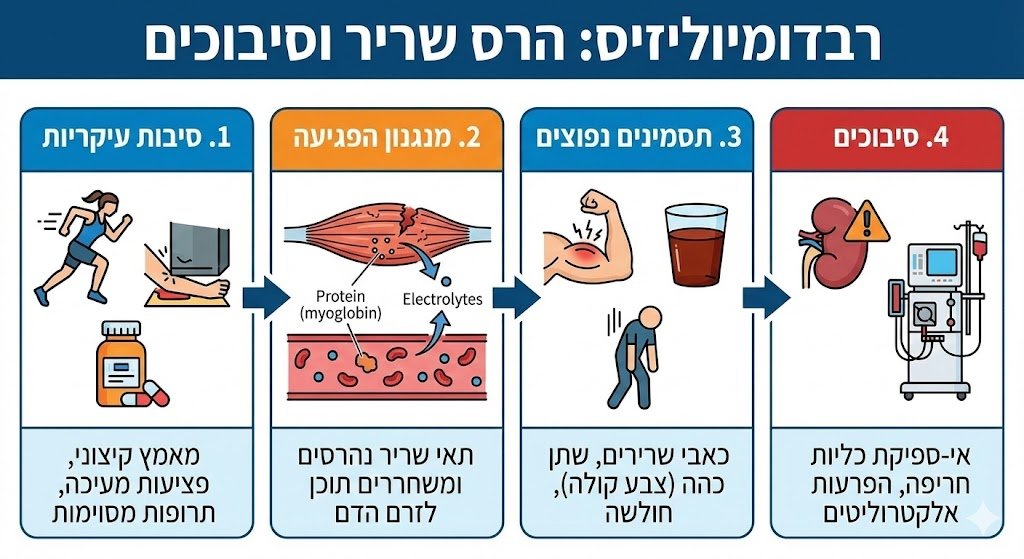 רבדומיוליזיס: הרס שריר וסיבוכים
1. סיבות עיקריות
מאמץ קיצוני,
פציעות מעיכה,
תרופות מסוימות
2. מנגנון הפגיעה
Protein
(myoglobin)
Electrolytes
תאי שריר נהרסים
ומשחררים תוכן
לזרם הדם
3. תסמינים נפוצים
כאבי שרירים, שתן
כהה (צבע קולה),
חולשה
4. סיבוכים
אי-ספיקת כליות
חריפה, הפרעות
אלקטרוליטים